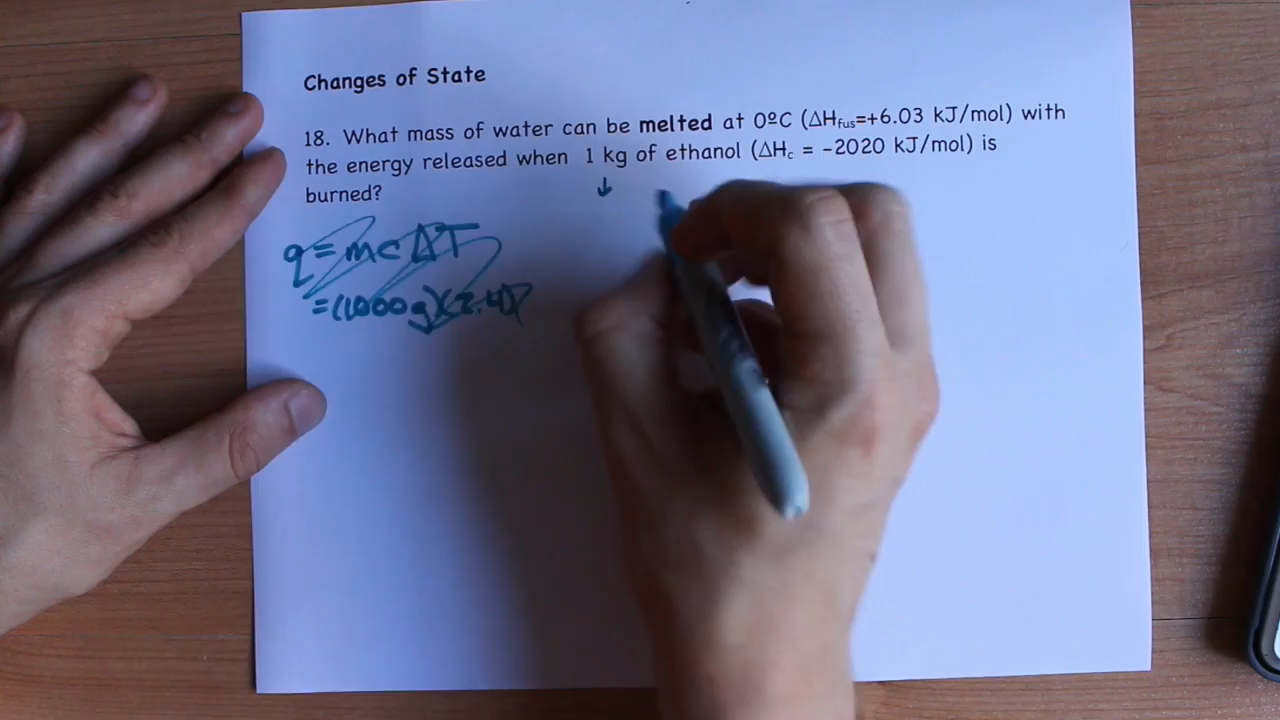 Changes of State
18. What mass of water can be melted at 0ºC (ΔHfus=+6.03 kJ/mol) with
the energy released when 1 kg of ethanol (ΔHc = -2020 kJ/mol) is
burned?
↓
q = mcΔT
= (1000g)(2.4)